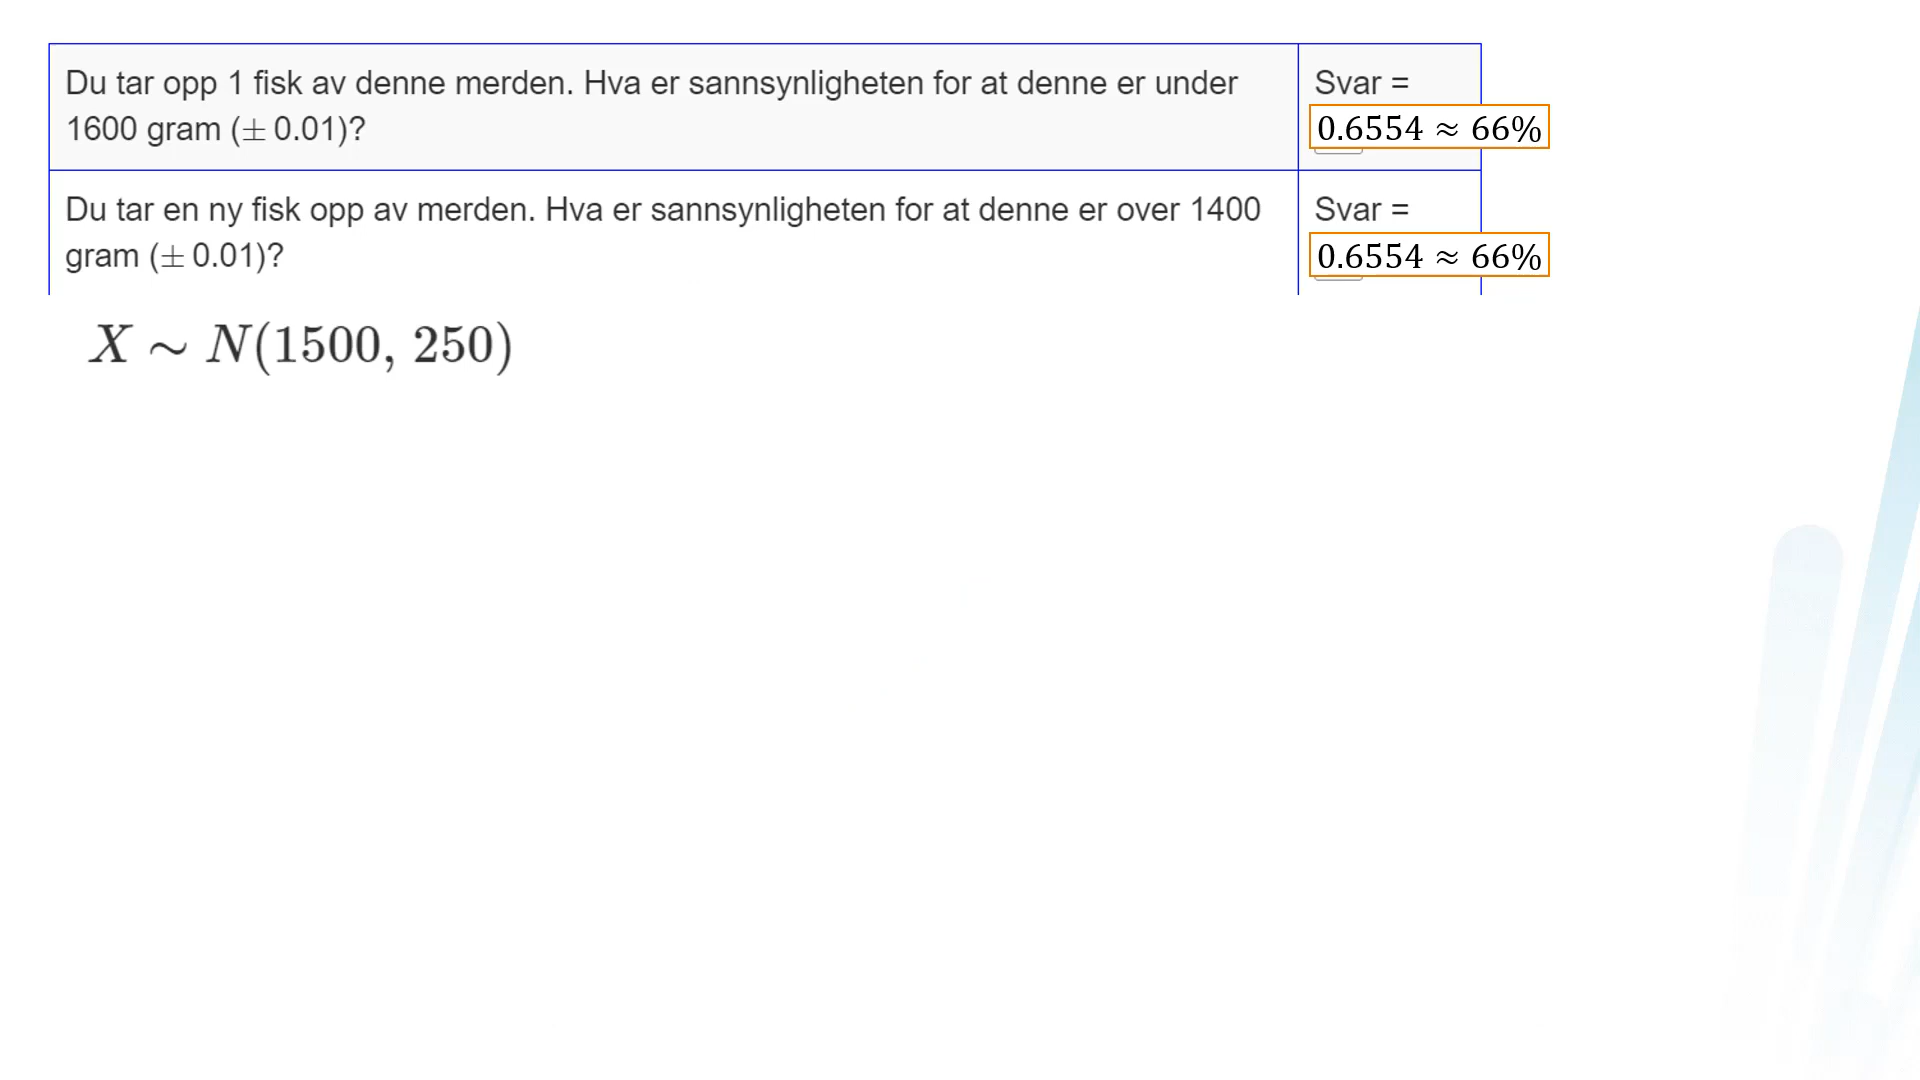 Du tar opp 1 fisk av denne merden. Hva er sannsynligheten for at denne er under
1600 gram (± 0.01)?
Svar =
0.6554 ≈ 66%
Du tar en ny fisk opp av merden. Hva er sannsynligheten for at denne er over 1400
gram (± 0.01)?
Svar =
0.6554 ≈ 66%
X ~ N(1500, 250)